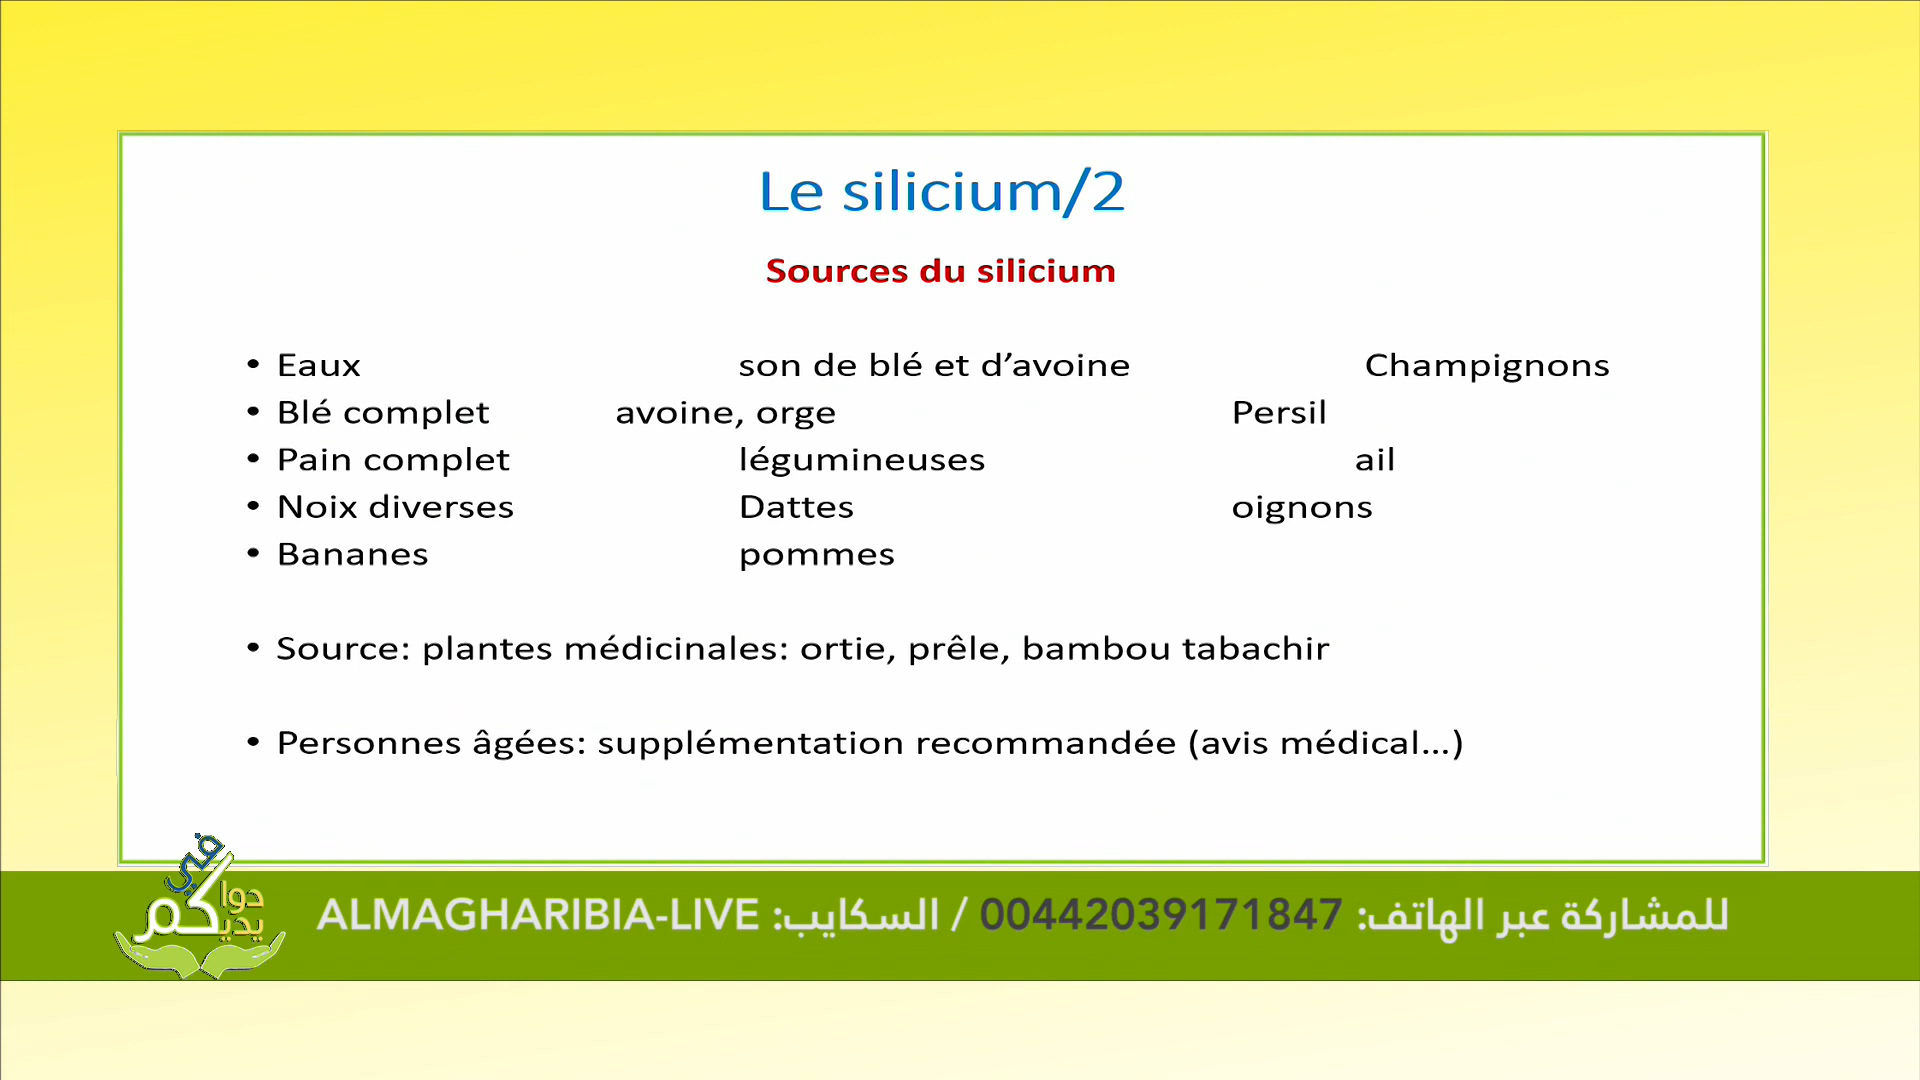 Le silicium/2
Sources du silicium
• Eaux son de blé et d’avoine Champignons
• Blé complet avoine, orge Persil
• Pain complet légumineuses ail
• Noix diverses Dattes oignons
• Bananes pommes
• Source: plantes médicinales: ortie, prêle, bambou tabachir
• Personnes âgées: supplémentation recommandée (avis médical...)
دواكم في يديكم
للمشاركة عبر الهاتف: 00442039171847 / السكايب: ALMAGHARIBIA-LIVE